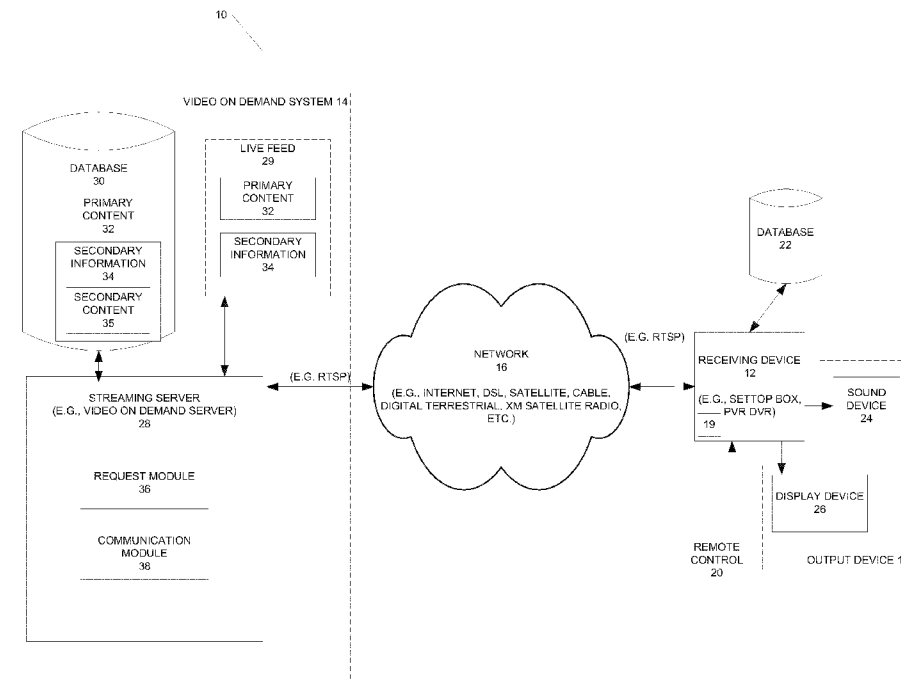 10
VIDEO ON DEMAND SYSTEM 14
DATABASE
30
PRIMARY
CONTENT
32
SECONDARY
INFORMATION
34
SECONDARY
CONTENT
35
LIVE FEED
29
PRIMARY
CONTENT
32
SECONDARY
INFORMATION
34
STREAMING SERVER
(E.G., VIDEO ON DEMAND SERVER)
28
REQUEST MODULE
36
COMMUNICATION
MODULE
38
(E.G. RTSP)
NETWORK
16
(E.G., INTERNET, DSL, SATELLITE, CABLE,
DIGITAL TERRESTRIAL, XM SATELLITE RADIO,
ETC.)
(E.G. RTSP)
DATABASE
22
RECEIVING DEVICE
12
(E.G., SETTOP BOX,
PVR DVR)
19
SOUND
DEVICE
24
DISPLAY DEVICE
26
REMOTE
CONTROL
20
OUTPUT DEVICE 1